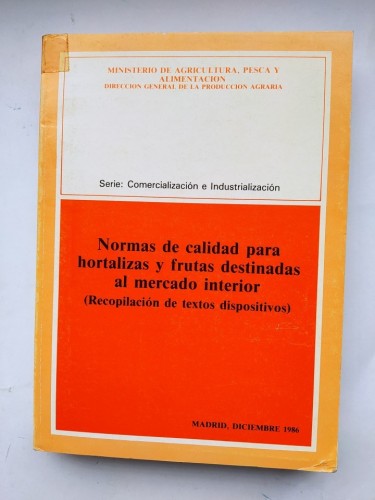 MINISTERIO DE AGRICULTURA, PESCA Y
ALIMENTACION
DIRECCION GENERAL DE LA PRODUCCION AGRARIA
Serie: Comercialización e Industrialización
Normas de calidad para
hortalizas y frutas destinadas
al mercado interior
(Recopilación de textos dispositivos)
MADRID, DICIEMBRE 1986